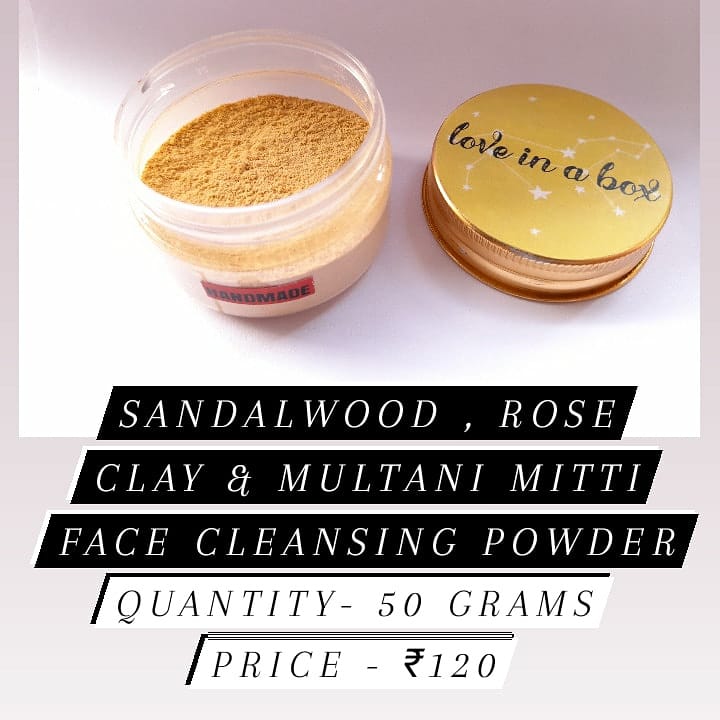 love in a box
HANDMADE
SANDALWOOD , ROSE
CLAY & MULTANI MITTI
FACE CLEANSING POWDER
QUANTITY- 50 GRAMS
PRICE - ₹120